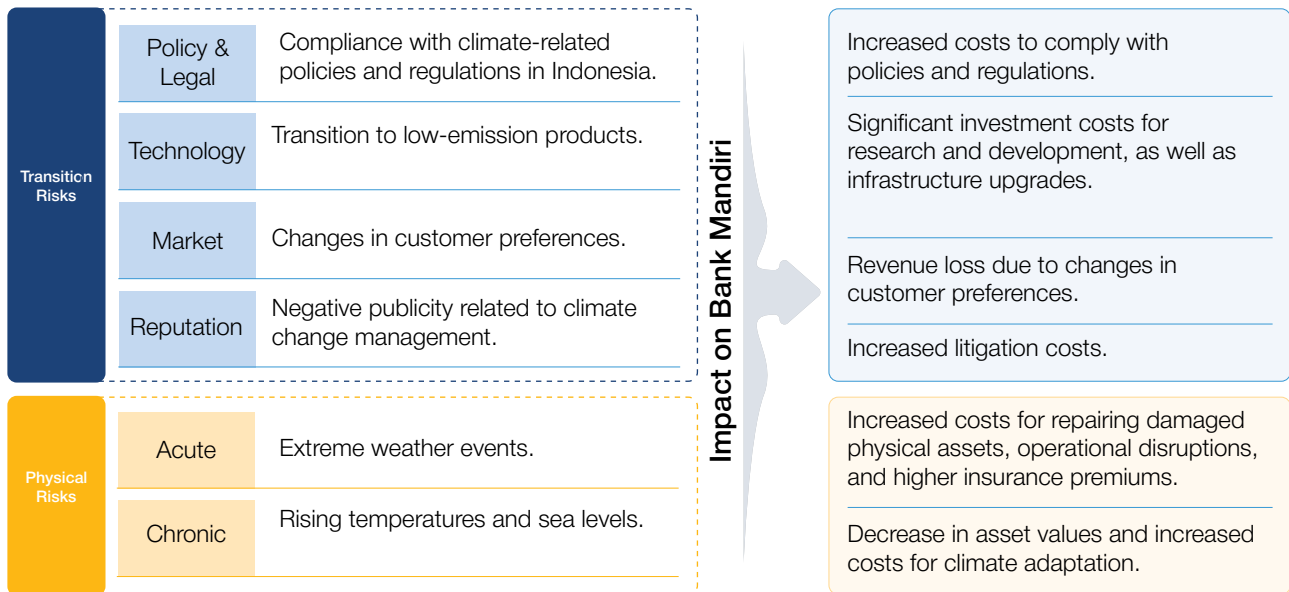 Transition
Risks
Policy &
Legal
Compliance with climate-related
policies and regulations in Indonesia.
Technology
Transition to low-emission products.
Market
Changes in customer preferences.
Reputation
Negative publicity related to climate
change management.
Physical
Risks
Acute
Extreme weather events.
Chronic
Rising temperatures and sea levels.
Impact on Bank Mandiri
Increased costs to comply with
policies and regulations.
Significant investment costs for
research and development, as well as
infrastructure upgrades.
Revenue loss due to changes in
customer preferences.
Increased litigation costs.
Increased costs for repairing damaged
physical assets, operational disruptions,
and higher insurance premiums.
Decrease in asset values and increased
costs for climate adaptation.